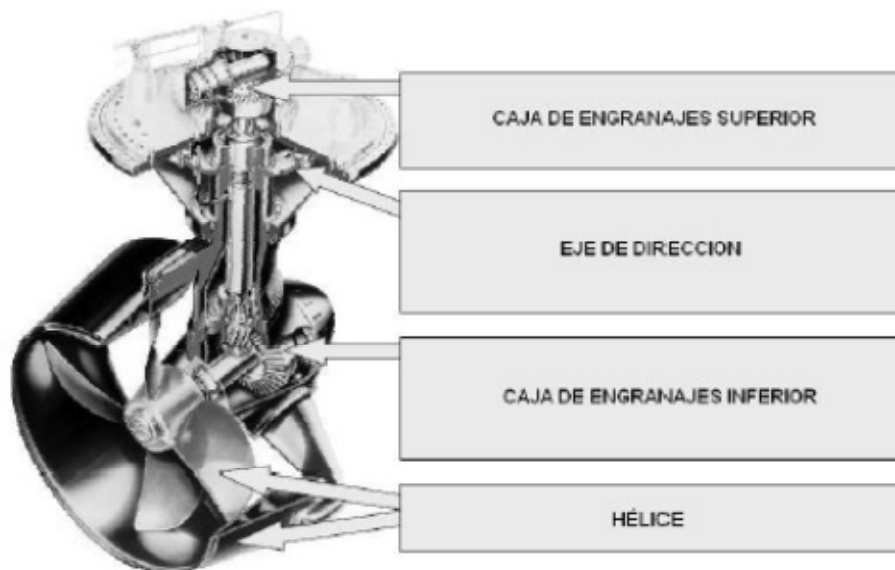 CAJA DE ENGRANAJES SUPERIOR
EJE DE DIRECCION
CAJA DE ENGRANAJES INFERIOR
HÉLICE